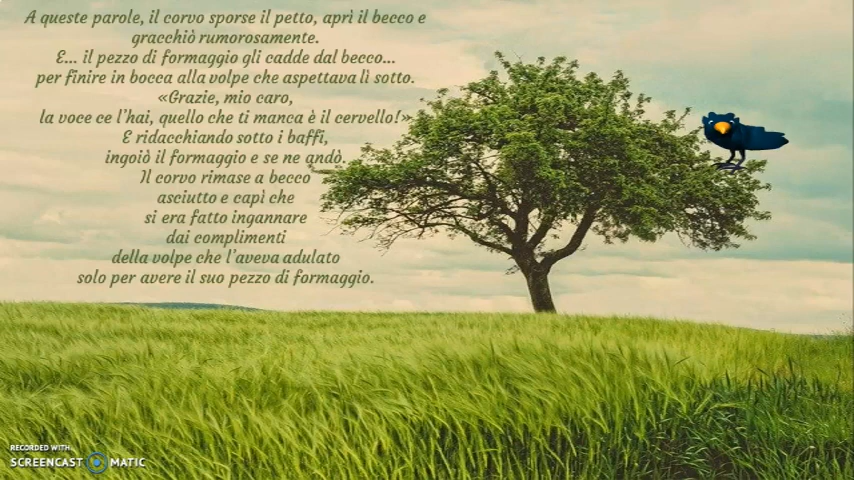 A queste parole, il corvo sporse il petto, aprì il becco e
gracchiò rumorosamente.
E... il pezzo di formaggio gli cadde dal becco...
per finire in bocca alla volpe che aspettava lì sotto.
«Grazie, mio caro,
la voce ce l'hai, quello che ti manca è il cervello!»
E ridacchiando sotto i baffi,
ingoiò il formaggio e se ne andò.
Il corvo rimase a becco
asciutto e capì che
si era fatto ingannare
dai complimenti
della volpe che l'aveva adulato
solo per avere il suo pezzo di formaggio.
RECORDED WITH
SCREENCAST MATIC